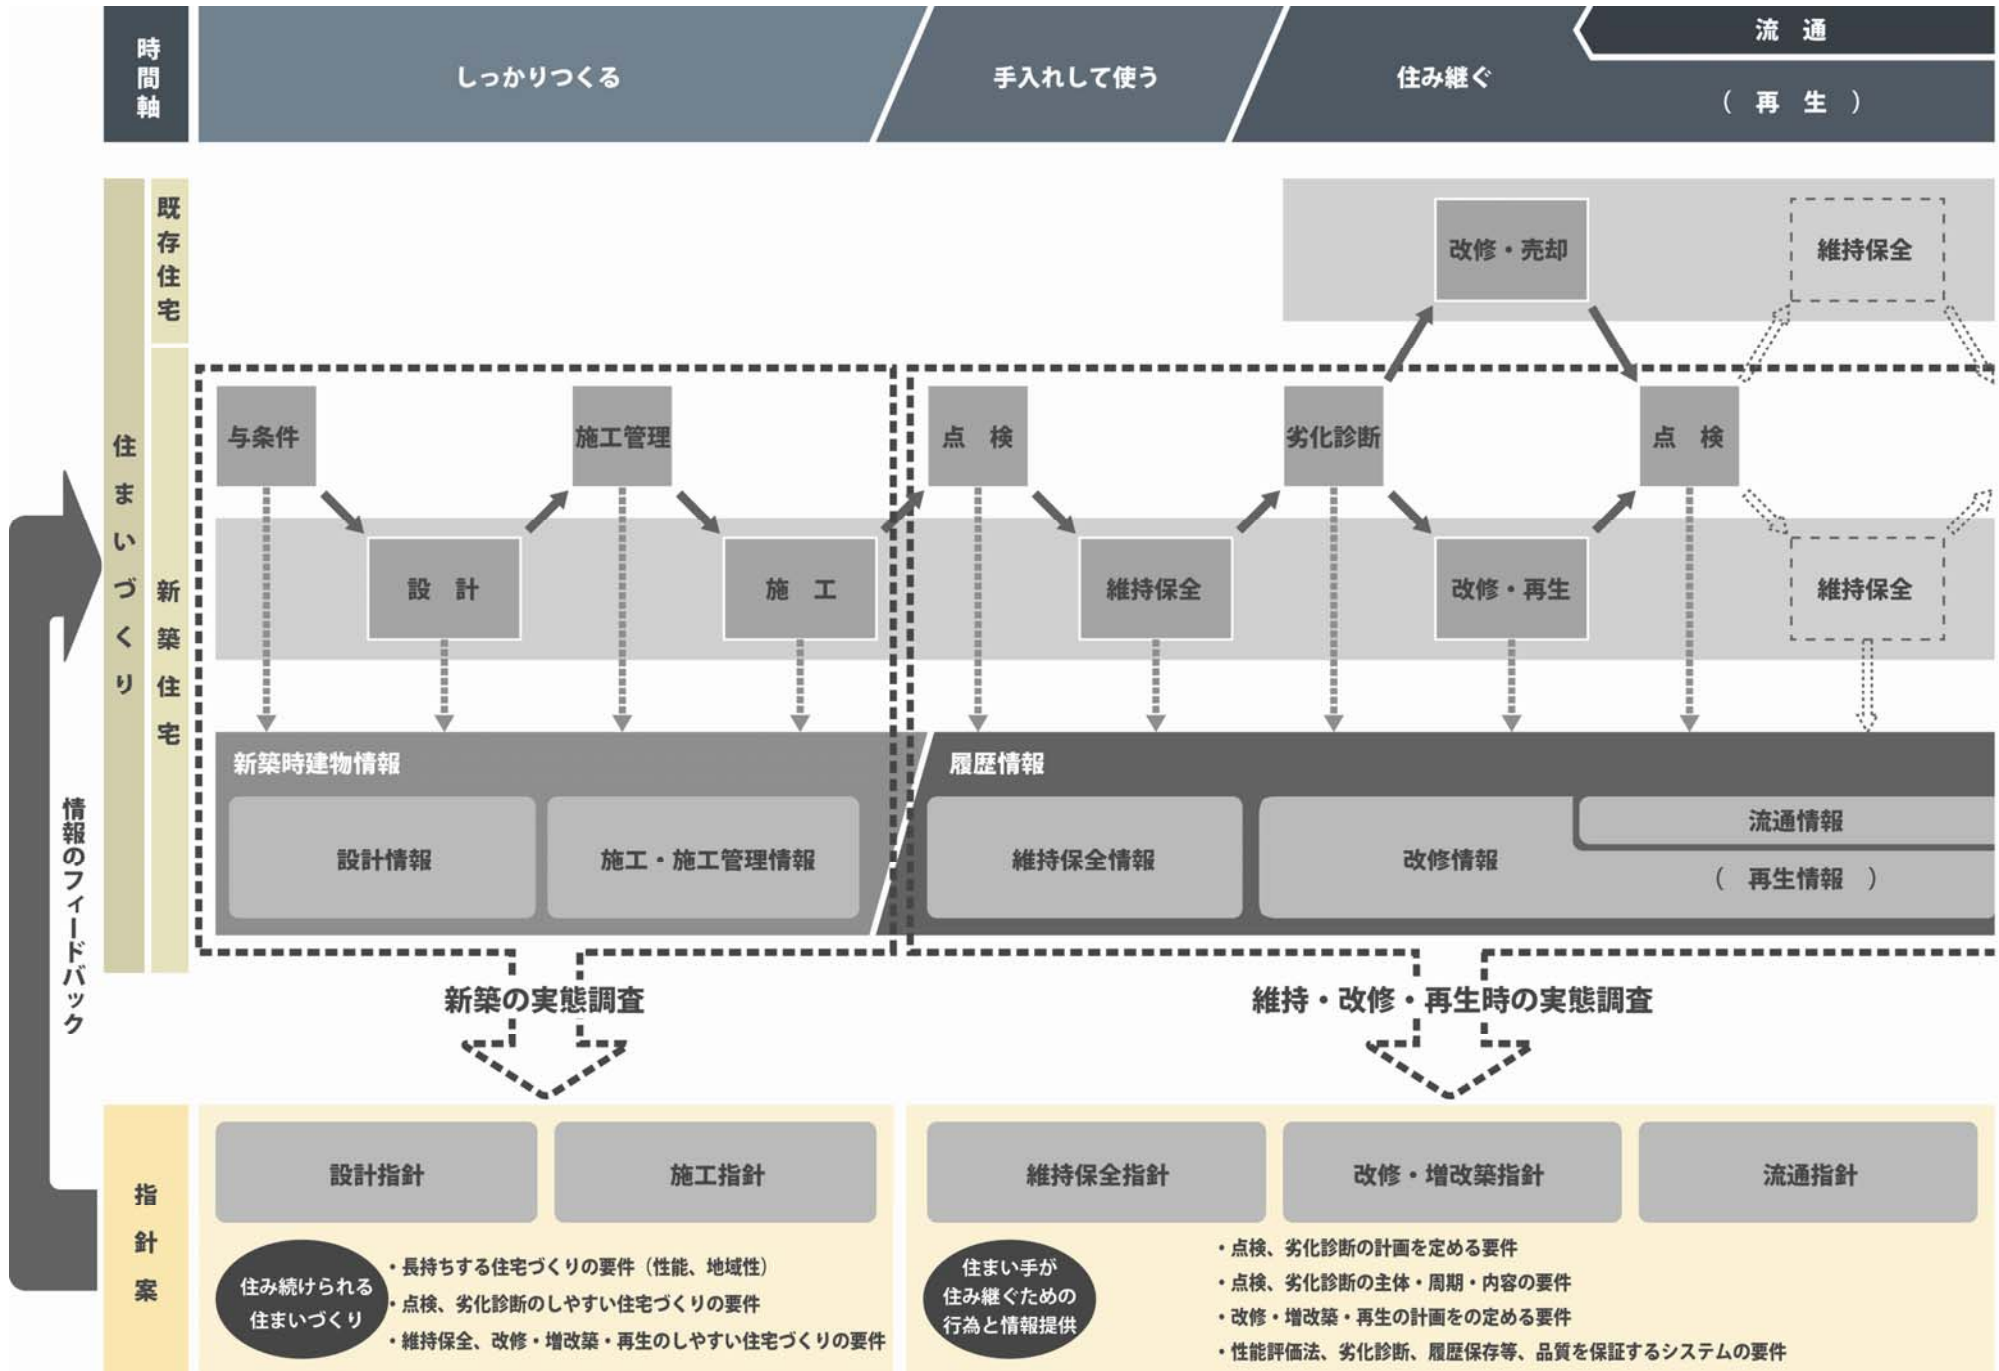 時間軸
しっかりつくる
手入れして使う
住み継ぐ
流 通
（ 再 生 ）
住まいづくり
既存住宅
新築住宅
改修・売却
維持保全
与条件
施工管理
点 検
劣化診断
点 検
設 計
施 工
維持保全
改修・再生
維持保全
新築時建物情報
設計情報
施工・施工管理情報
履歴情報
維持保全情報
改修情報
流通情報
（ 再生情報 ）
情報のフィードバック
新築の実態調査
維持・改修・再生時の実態調査
指針案
設計指針
施工指針
維持保全指針
改修・増改築指針
流通指針
住み続けられる
住まいづくり
・長持ちする住宅づくりの要件（性能、地域性）
・点検、劣化診断のしやすい住宅づくりの要件
・維持保全、改修・増改築・再生のしやすい住宅づくりの要件
住まい手が
住み継ぐための
行為と情報提供
・点検、劣化診断の計画を定める要件
・点検、劣化診断の主体・周期・内容の要件
・改修・増改築・再生の計画をの定める要件
・性能評価法、劣化診断、履歴保存等、品質を保証するシステムの要件